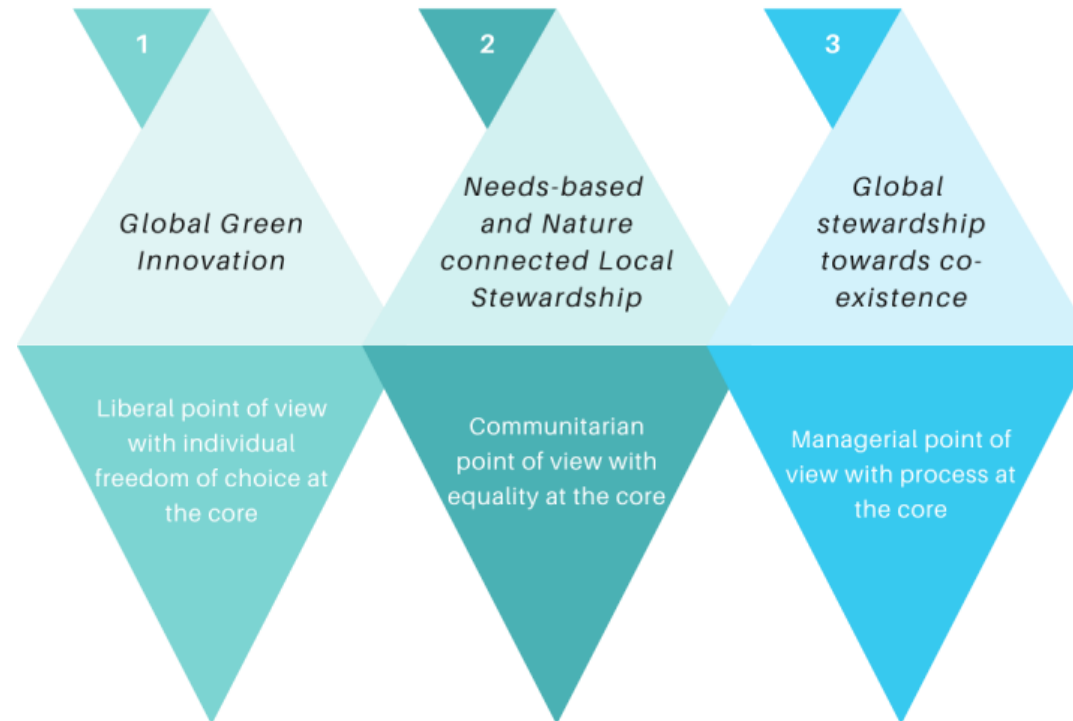 1
Global Green
Innovation
Liberal point of view
with individual
freedom of choice at
the core
2
Needs-based
and Nature
connected Local
Stewardship
Communitarian
point of view with
equality at the core
3
Global
stewardship
towards co-
existence
Managerial point of
view with process at
the core